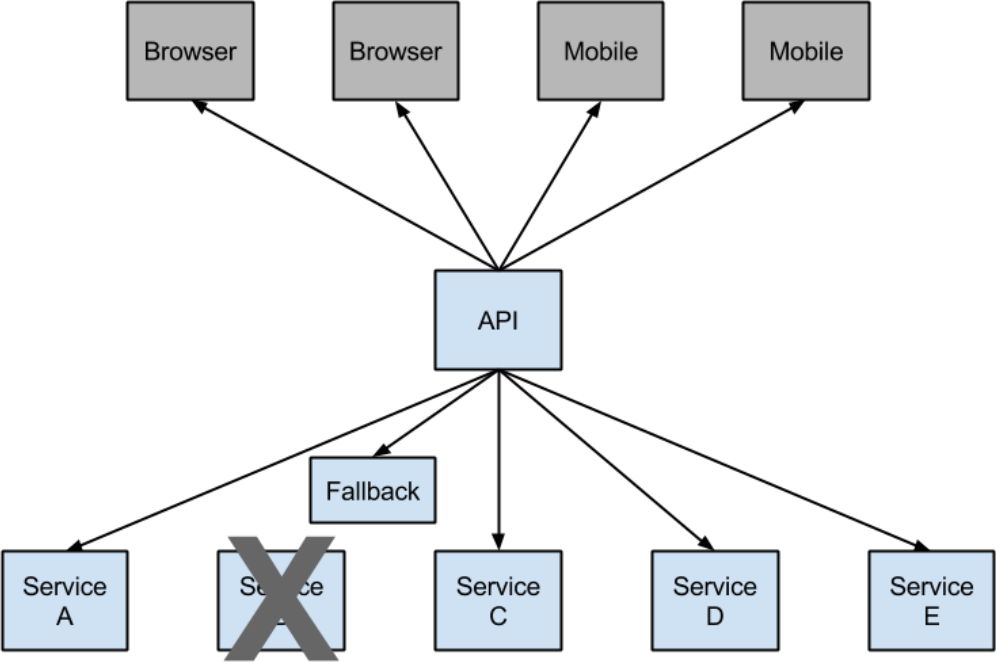 Browser
Browser
Mobile
Mobile
API
Fallback
Service
A
Service
C
Service
D
Service
E